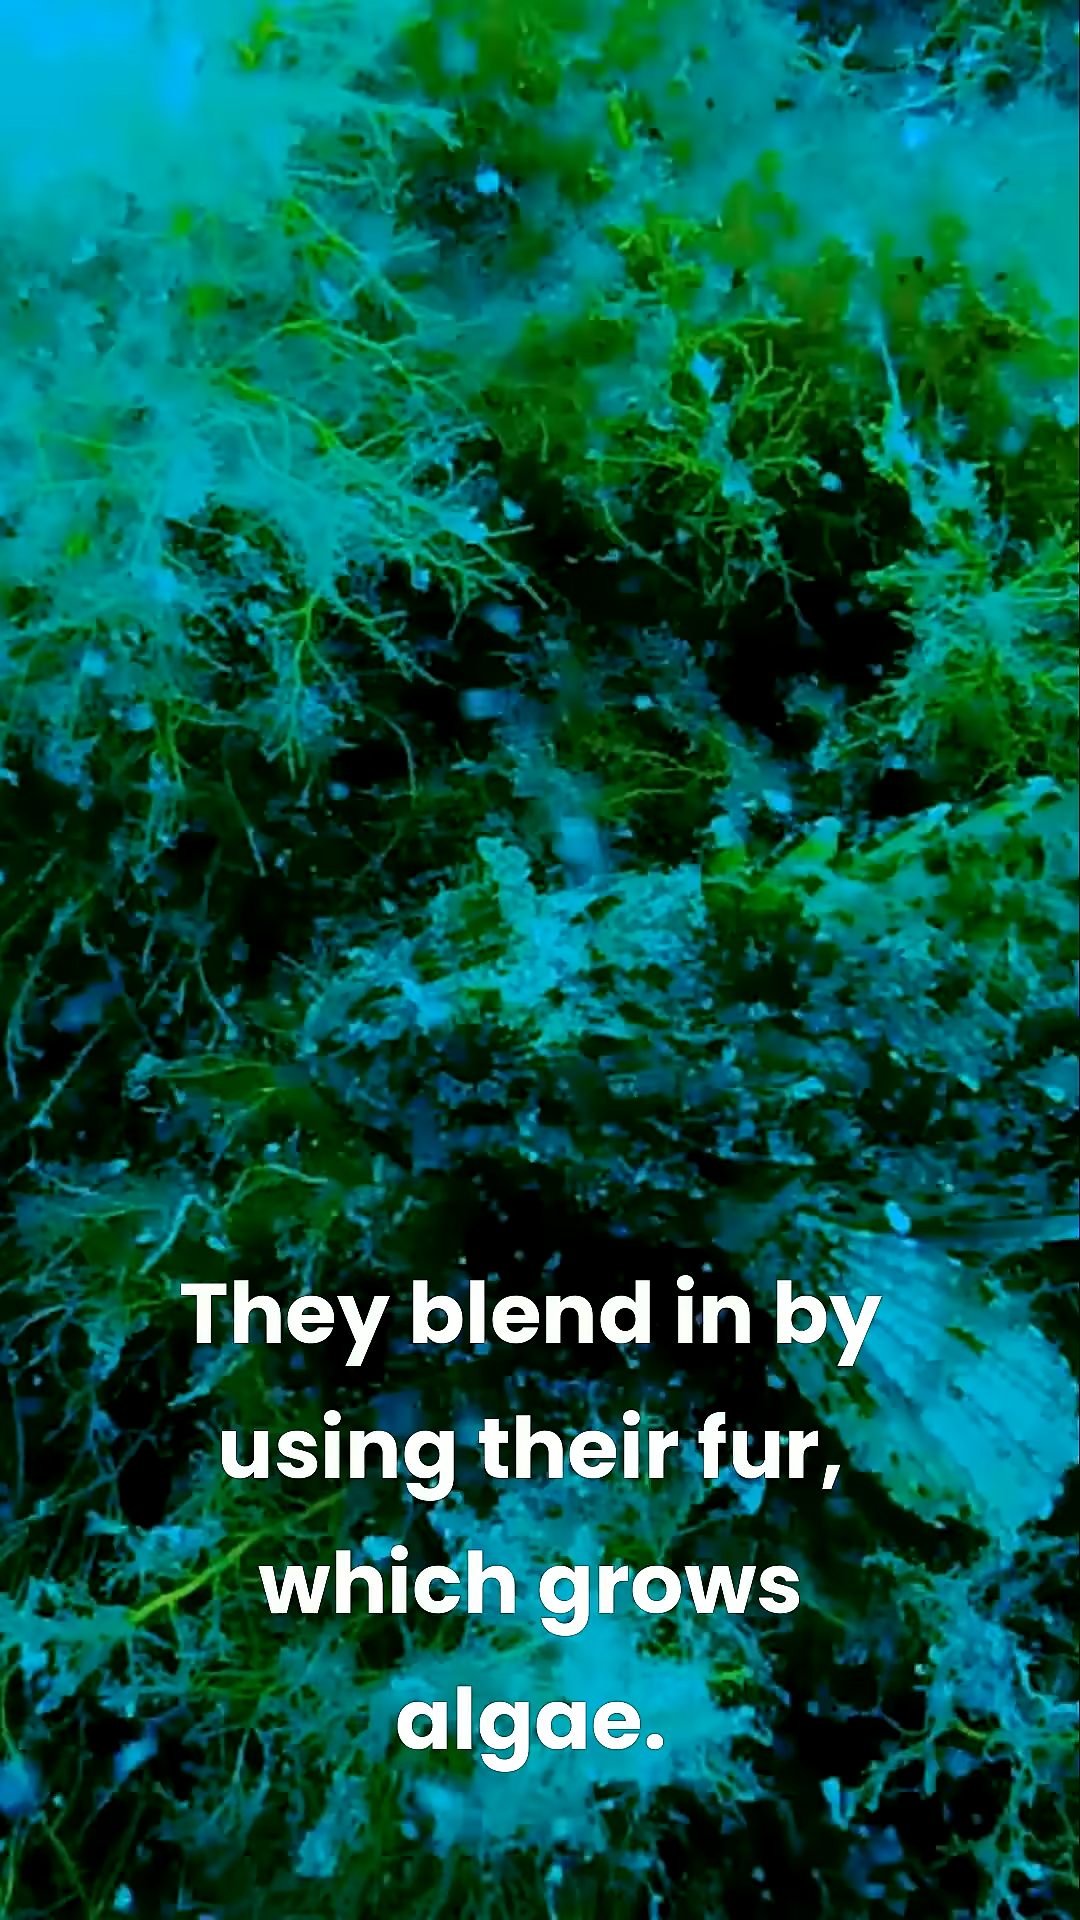 They blend in by
using their fur,
which grows
algae.